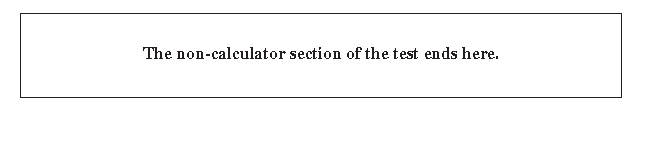 The non-calculator section of the test ends here.